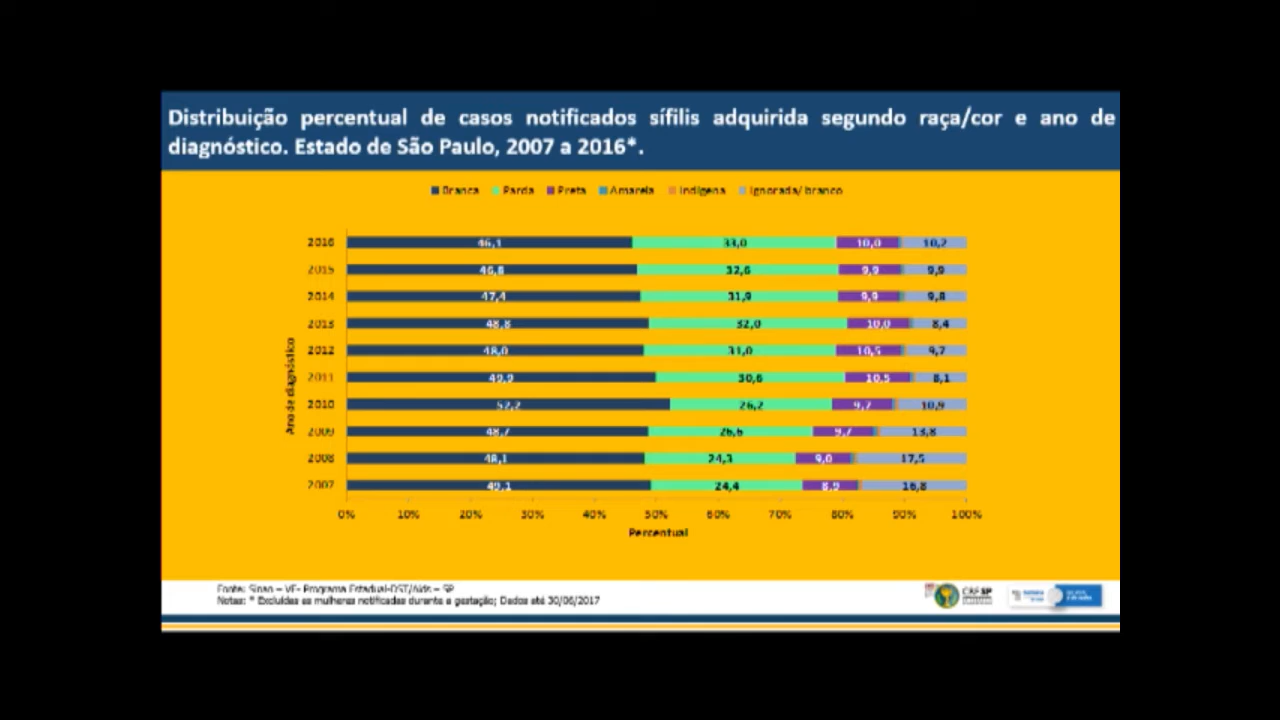 Distribuição percentual de casos notificados sífilis adquirida segundo raça/cor e ano de
diagnóstico. Estado de São Paulo, 2007 a 2016*.
Branca Parda Preta Amarela Indígena Ignorada/ branco
2016 46,1 33,0 10,0 10,2
2015 46,8 32,6 9,9 9,9
2014 47,4 31,9 9,9 9,8
2013 48,8 32,0 10,0 8,4
2012 48,0 31,0 10,5 9,7
2011 49,9 30,6 10,5 8,1
2010 52,2 26,2 9,7 10,9
2009 48,7 26,6 9,7 13,8
2008 48,1 24,3 9,0 17,5
2007 49,1 24,4 8,9 16,8
Ano de diagnóstico
0% 10% 20% 30% 40% 50% 60% 70% 80% 90% 100%
Percentual
Fonte: Sinan – VE- Programa Estadual-DST/Aids – SP
Notas: * Excluídas as mulheres notificadas durante a gestação; Dados até 30/06/2017